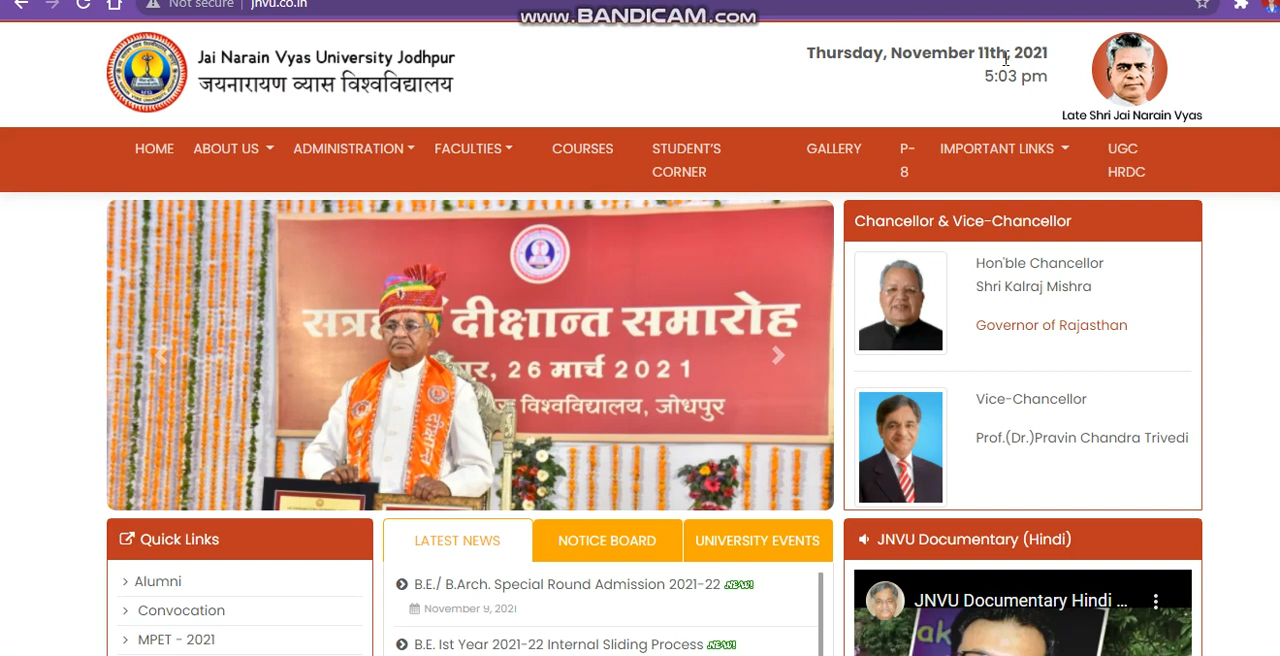 Not secure | jnvu.co.in
www.BANDICAM.com
Jai Narain Vyas University Jodhpur
जयनारायण व्यास विश्वविद्यालय
Thursday, November 11th, 2021
5:03 pm
Late Shri Jai Narain Vyas
HOME ABOUT US ADMINISTRATION FACULTIES COURSES STUDENT'S CORNER GALLERY P-8 IMPORTANT LINKS UGC HRDC
दीक्षान्त समारोह
26 मार्च 2021
विश्वविद्यालय, जोधपुर
Chancellor & Vice-Chancellor
Hon'ble Chancellor
Shri Kalraj Mishra
Governor of Rajasthan
Vice-Chancellor
Prof.(Dr.)Pravin Chandra Trivedi
Quick Links
Alumni
Convocation
MPET - 2021
LATEST NEWS NOTICE BOARD UNIVERSITY EVENTS
B.E./ B.Arch. Special Round Admission 2021-22 NEW!
November 9, 2021
B.E. Ist Year 2021-22 Internal Sliding Process NEW!
JNVU Documentary (Hindi)
JNVU Documentary Hindi ...